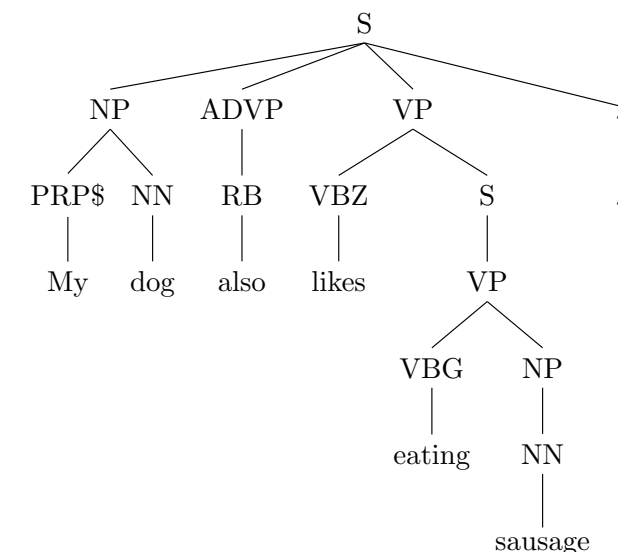 S
NP ADVP VP .
PRP$ NN RB VBZ S .
My dog also likes VP
VBG NP
eating NN
sausage